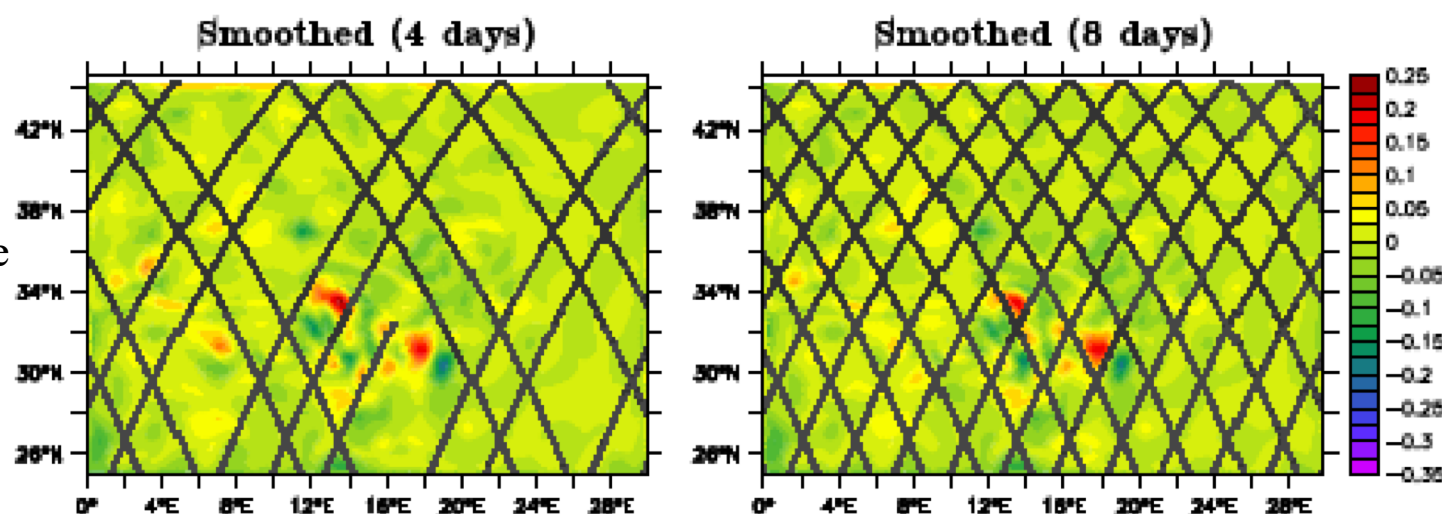 Smoothed (4 days)
Smoothed (8 days)
42°N
38°N
34°N
30°N
26°N
0° 4°E 8°E 12°E 16°E 20°E 24°E 28°E
e
42°N
38°N
34°N
30°N
26°N
0° 4°E 8°E 12°E 16°E 20°E 24°E 28°E
0.25
0.2
0.15
0.1
0.05
0
−0.05
−0.1
−0.15
−0.2
−0.25
−0.3
−0.35